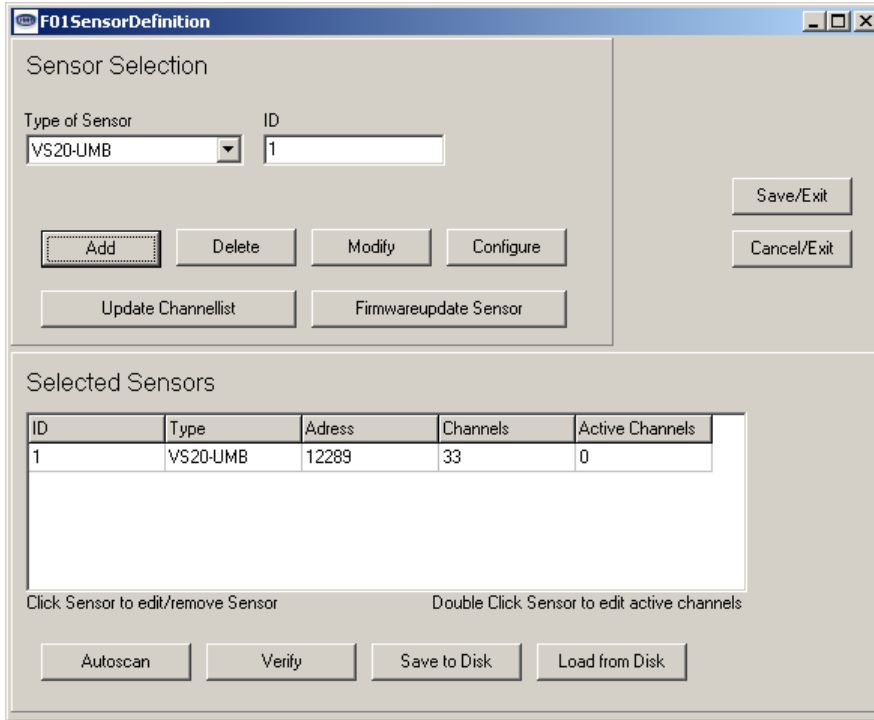 F01SensorDefinition
Sensor Selection
Type of Sensor ID
VS20-UMB 1
Save/Exit
Add Delete Modify Configure Cancel/Exit
Update Channellist Firmwareupdate Sensor
Selected Sensors
ID Type Adress Channels Active Channels
1 VS20-UMB 12289 33 0
Click Sensor to edit/remove Sensor Double Click Sensor to edit active channels
Autoscan Verify Save to Disk Load from Disk